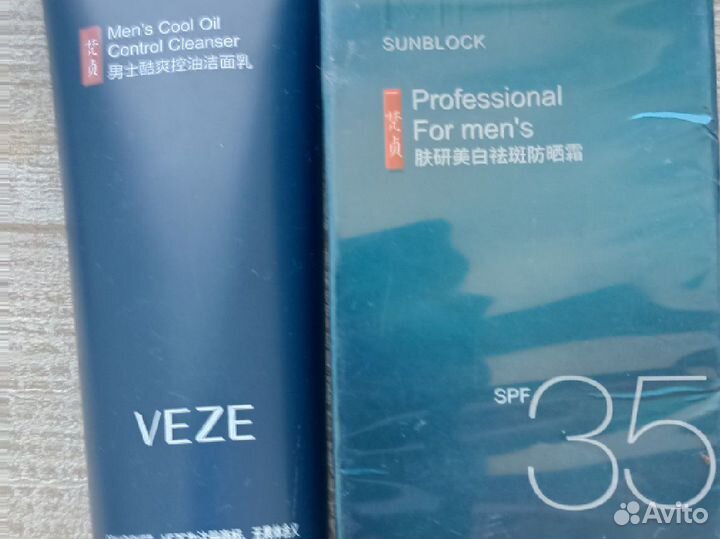 Men's Cool Oil
Control Cleanser
男士酷爽控油洁面乳
梵贞
VEZE
SUNBLOCK
Professional
For men's
肤研美白祛斑防晒霜
梵贞
SPF 35
Avito